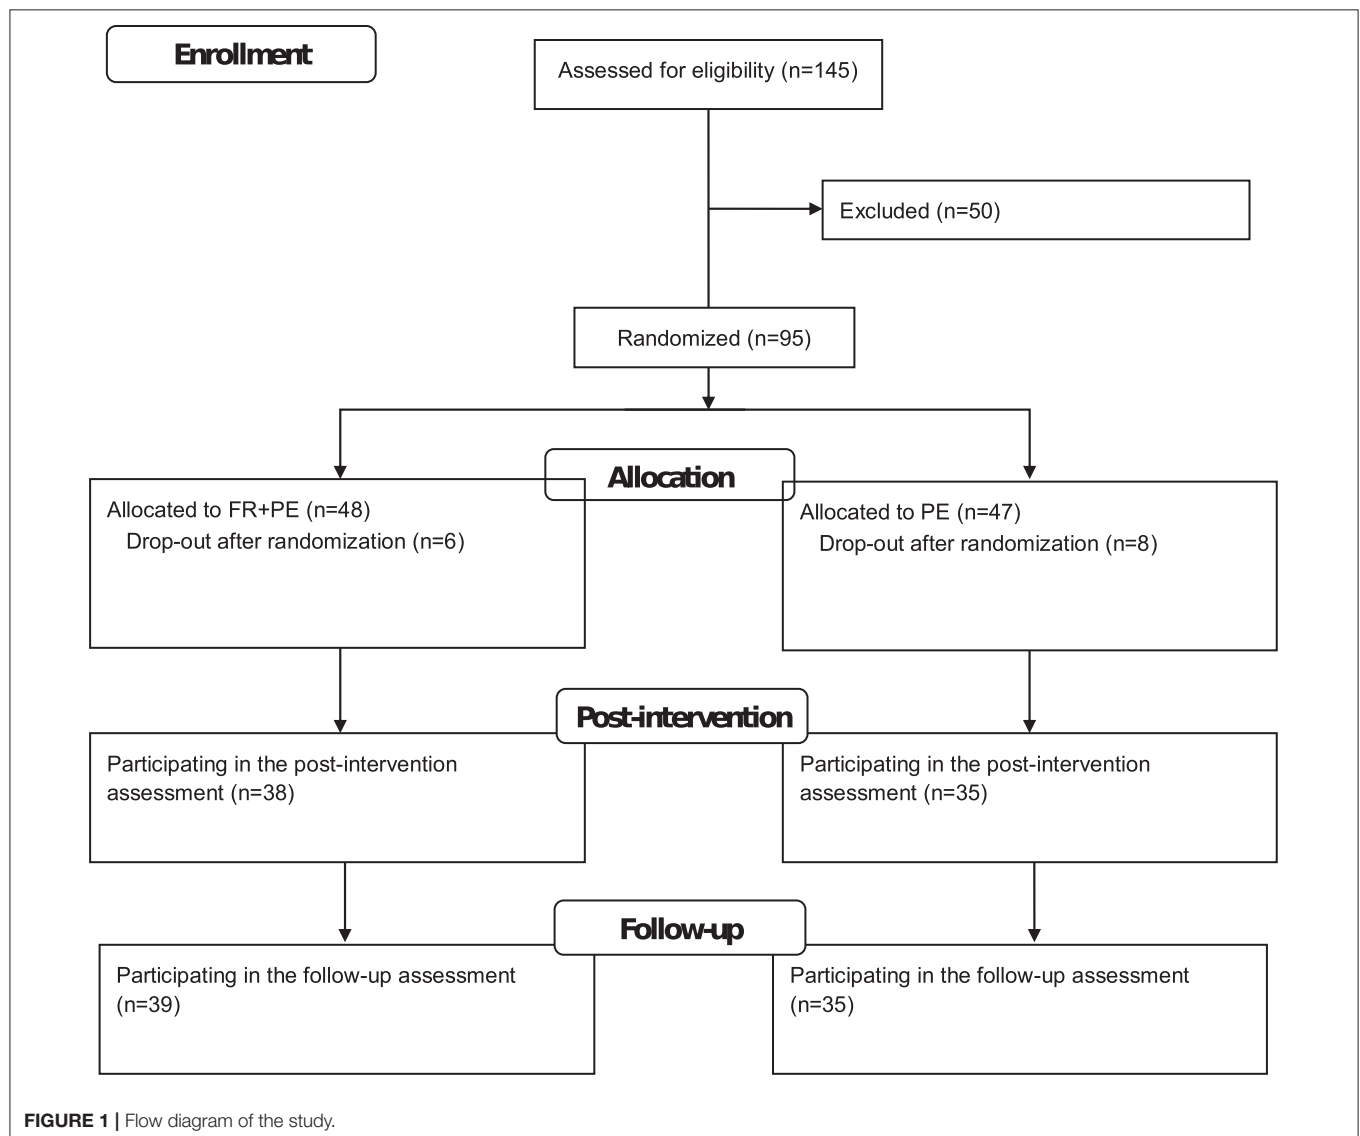 Enrollment
Assessed for eligibility (n=145)
Excluded (n=50)
Randomized (n=95)
Allocation
Allocated to FR+PE (n=48)
Drop-out after randomization (n=6)
Allocated to PE (n=47)
Drop-out after randomization (n=8)
Post-intervention
Participating in the post-intervention
assessment (n=38)
Participating in the post-intervention
assessment (n=35)
Follow-up
Participating in the follow-up assessment
(n=39)
Participating in the follow-up assessment
(n=35)
FIGURE 1 | Flow diagram of the study.